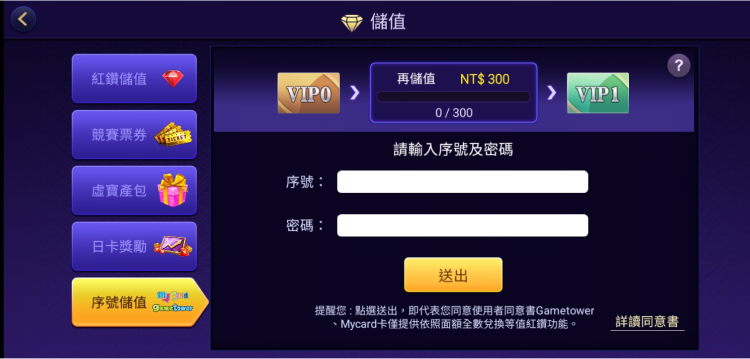 儲值
紅鑽儲值
競賽票券
虛寶產包
日卡獎勵
序號儲值
MyCard
GameTower
?
VIP0
再儲值 NT$ 300
0 / 300
VIP1
請輸入序號及密碼
序號：
密碼：
送出
提醒您 : 點選送出，即代表您同意使用者同意書Gametower
、Mycard卡僅提供依照面額全數兌換等值紅鑽功能。
詳讀同意書